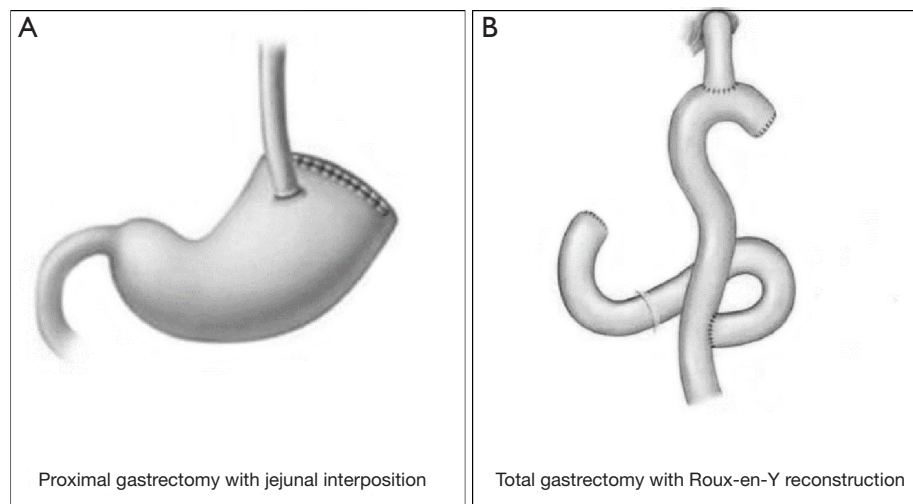 A
B
Proximal gastrectomy with jejunal interposition
Total gastrectomy with Roux-en-Y reconstruction